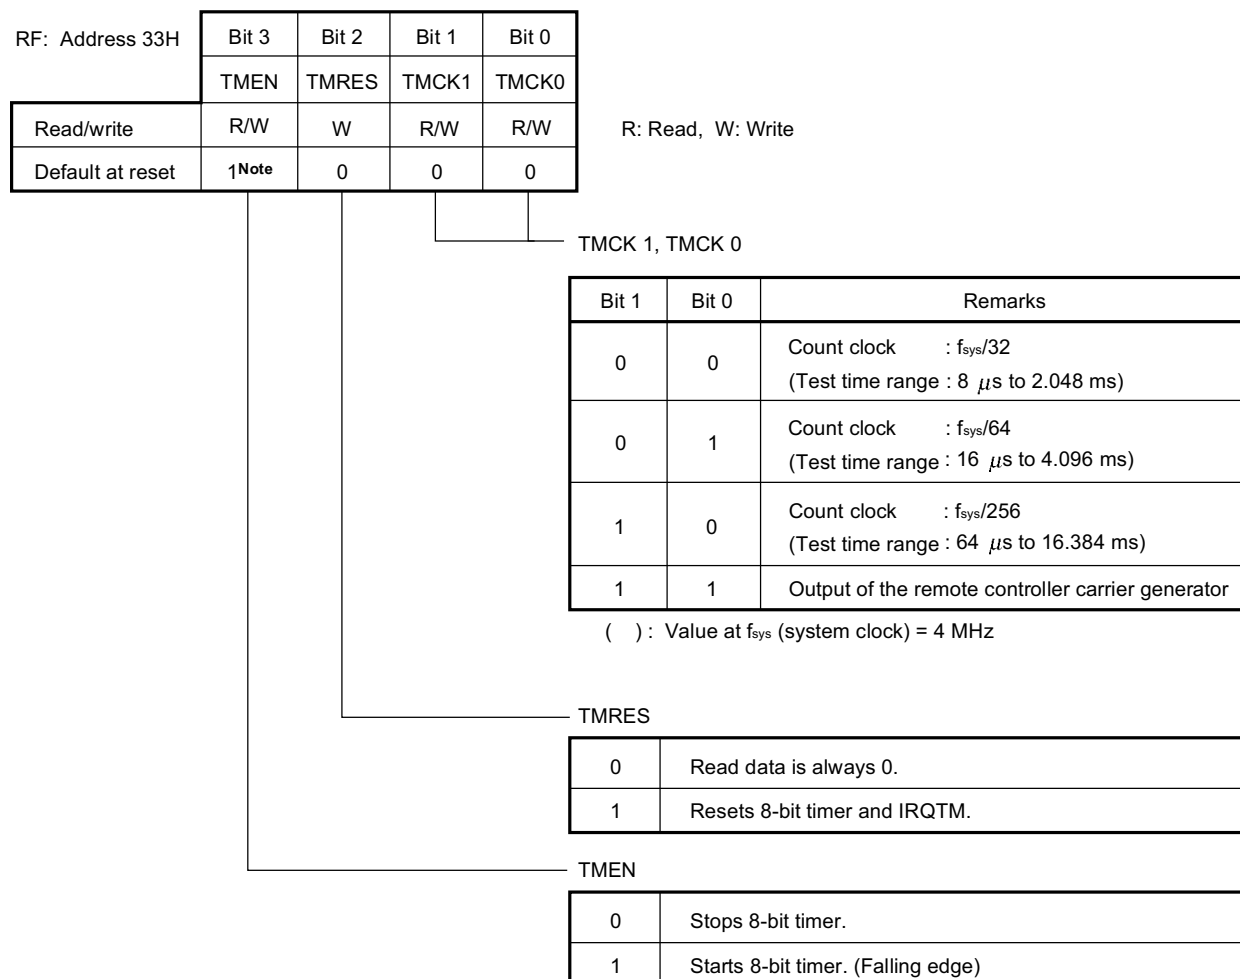 RF: Address 33H
Bit 3 Bit 2 Bit 1 Bit 0
TMEN TMRES TMCK1 TMCK0
Read/write R/W W R/W R/W
R: Read, W: Write
Default at reset 1Note 0 0 0
TMCK 1, TMCK 0
Bit 1 Bit 0 Remarks
0 0 Count clock : fsys/32
(Test time range : 8 μs to 2.048 ms)
0 1 Count clock : fsys/64
(Test time range : 16 μs to 4.096 ms)
1 0 Count clock : fsys/256
(Test time range : 64 μs to 16.384 ms)
1 1 Output of the remote controller carrier generator
( ) : Value at fsys (system clock) = 4 MHz
TMRES
0 Read data is always 0.
1 Resets 8-bit timer and IRQTM.
TMEN
0 Stops 8-bit timer.
1 Starts 8-bit timer. (Falling edge)